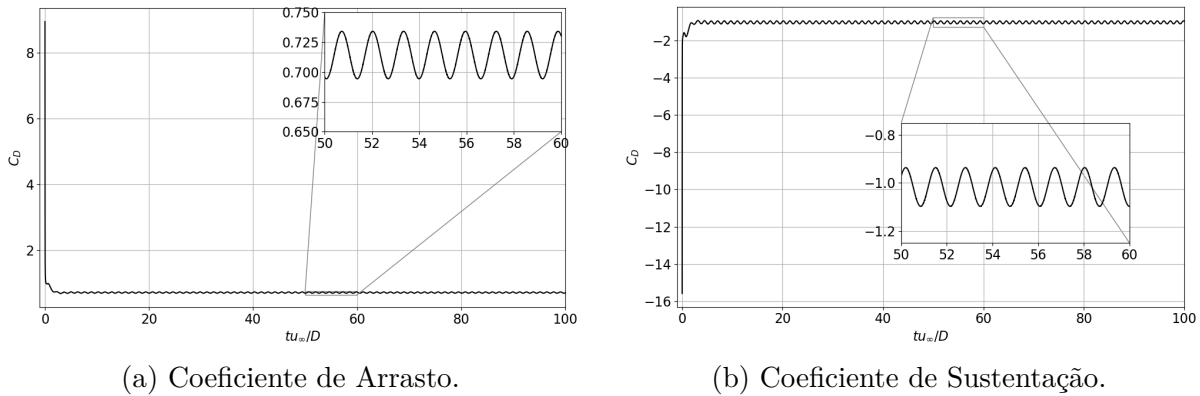 0.750
0.725
0.700
0.675
0.650
50 52 54 56 58 60
8
6
4
2
C_D
0 20 40 60 80 100
tu∞/D
(a) Coeficiente de Arrasto.
−2
−4
−6
−8
−10
−12
−14
−16
C_D
−0.8
−1.0
−1.2
50 52 54 56 58 60
0 20 40 60 80 100
tu∞/D
(b) Coeficiente de Sustentação.